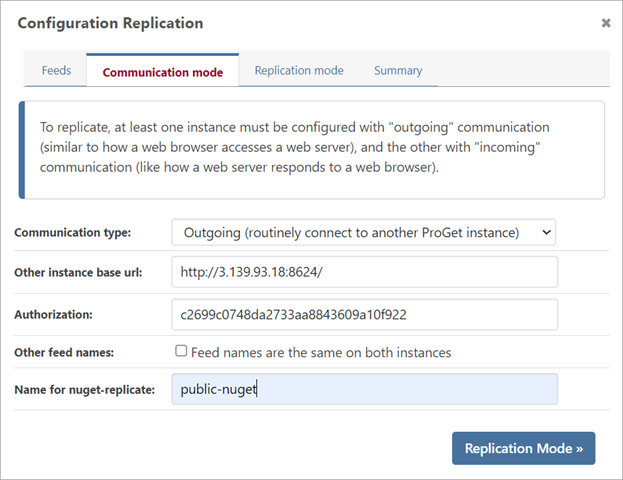 Configuration Replication
Feeds
Communication mode
Replication mode
Summary
To replicate, at least one instance must be configured with "outgoing" communication
(similar to how a web browser accesses a web server), and the other with "incoming"
communication (like how a web server responds to a web browser).
Communication type: Outgoing (routinely connect to another ProGet instance)
Other instance base url: http://3.139.93.18:8624/
Authorization: c2699c0748da2733aa8843609a10f922
Other feed names: Feed names are the same on both instances
Name for nuget-replicate: public-nuget
Replication Mode »